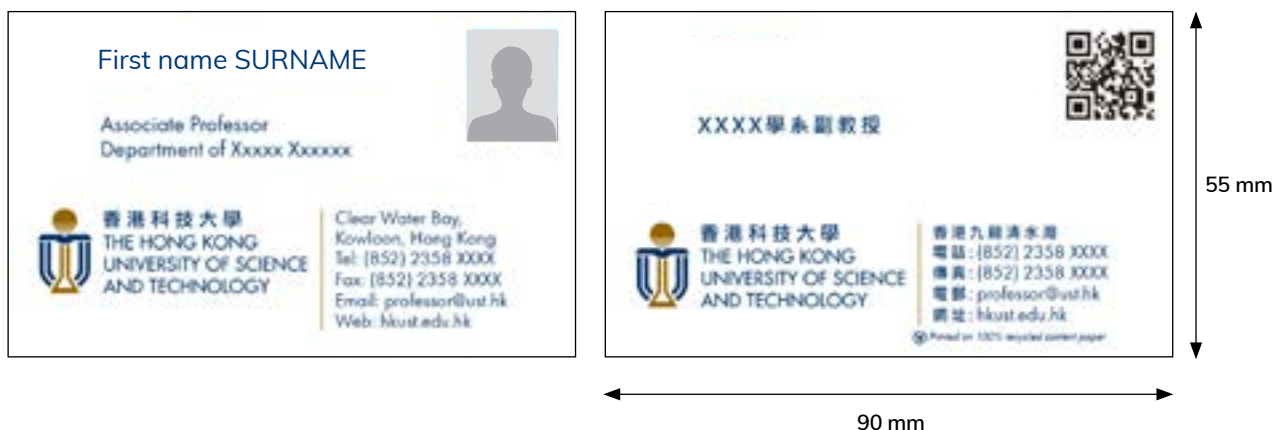 First name SURNAME
Associate Professor
Department of Xxxxx Xxxxxx
香港科技大學
THE HONG KONG
UNIVERSITY OF SCIENCE
AND TECHNOLOGY
Clear Water Bay,
Kowloon, Hong Kong
Tel: (852) 2358 XXXX
Fax: (852) 2358 XXXX
Email: professor@ust.hk
Web: hkust.edu.hk
XXXX學系副教授
香港科技大學
THE HONG KONG
UNIVERSITY OF SCIENCE
AND TECHNOLOGY
香港九龍清水灣
電話: (852) 2358 XXXX
傳真: (852) 2358 XXXX
電郵: professor@ust.hk
網址: hkust.edu.hk
Printed on 100% recycled content paper
55 mm
90 mm